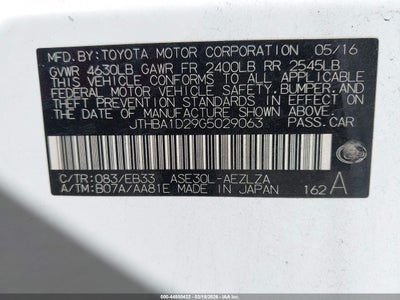 MFD.BY:TOYOTA MOTOR CORPORATION 05/16
GVWR 4630LB GAWR FR 2400LB RR 2545LB
THIS VEHICLE CONFORMS TO ALL APPLICABLE
FEDERAL MOTOR VEHICLE SAFETY,BUMPER,AND
THEFT PREVENTION STANDARDS IN EFFECT ON
THE DATE OF MANUFACTURE SHOWN ABOVE.
JTHBA1D29G5029063 PASS.CAR
C/TR:083/EB33 ASE30L-AEZLZA
A/TM:B07A/AA81E MADE IN JAPAN 162A
000-44550432 - 03/18/2026 - IAAI.COM